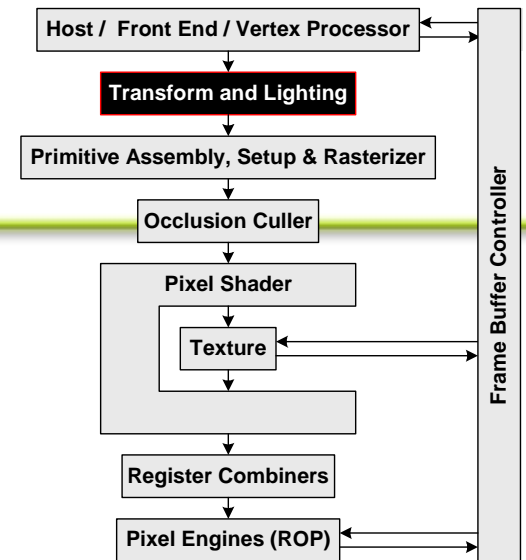 Host / Front End / Vertex Processor
Transform and Lighting
Primitive Assembly, Setup & Rasterizer
Occlusion Culler
Pixel Shader
Texture
Register Combiners
Pixel Engines (ROP)
Frame Buffer Controller